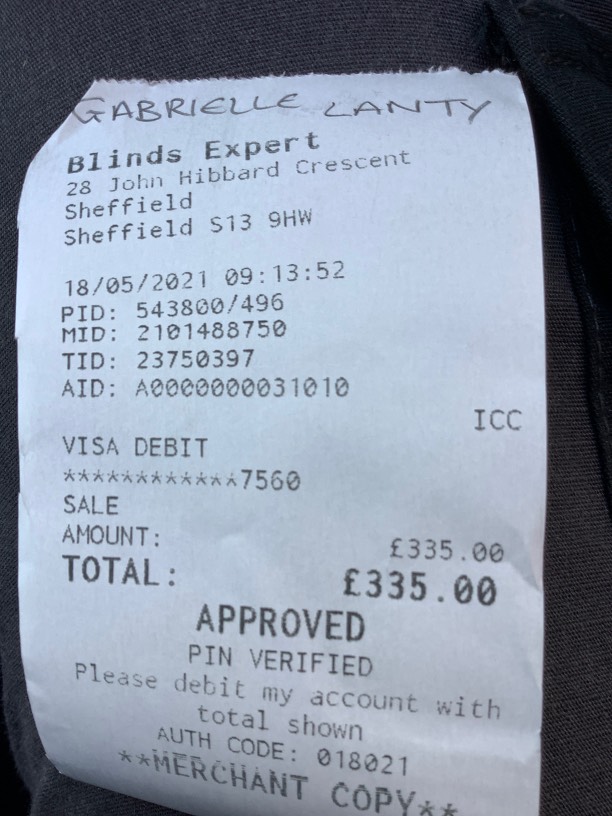 GABRIELLE LANTY
Blinds Expert
28 John Hibbard Crescent
Sheffield
Sheffield S13 9HW
18/05/2021 09:13:52
PID: 543800/496
MID: 2101488750
TID: 23750397
AID: A0000000031010
ICC
VISA DEBIT
************7560
SALE
AMOUNT: £335.00
TOTAL: £335.00
APPROVED
PIN VERIFIED
Please debit my account with
total shown
AUTH CODE: 018021
**MERCHANT COPY**